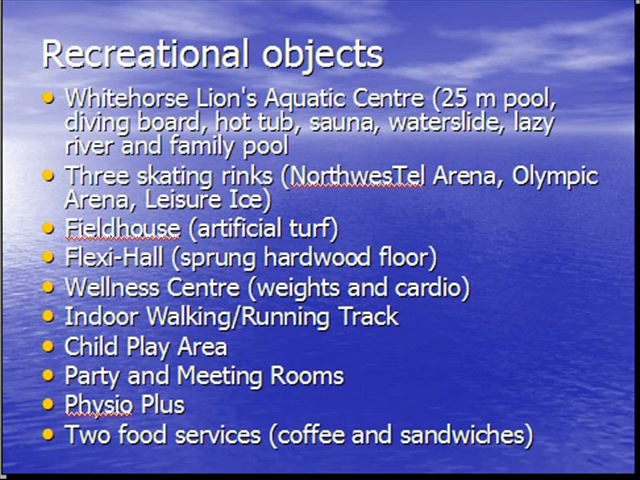 Recreational objects
• Whitehorse Lion's Aquatic Centre (25 m pool,
diving board, hot tub, sauna, waterslide, lazy
river and family pool
• Three skating rinks (NorthwesTel Arena, Olympic
Arena, Leisure Ice)
• Fieldhouse (artificial turf)
• Flexi-Hall (sprung hardwood floor)
• Wellness Centre (weights and cardio)
• Indoor Walking/Running Track
• Child Play Area
• Party and Meeting Rooms
• Physio Plus
• Two food services (coffee and sandwiches)